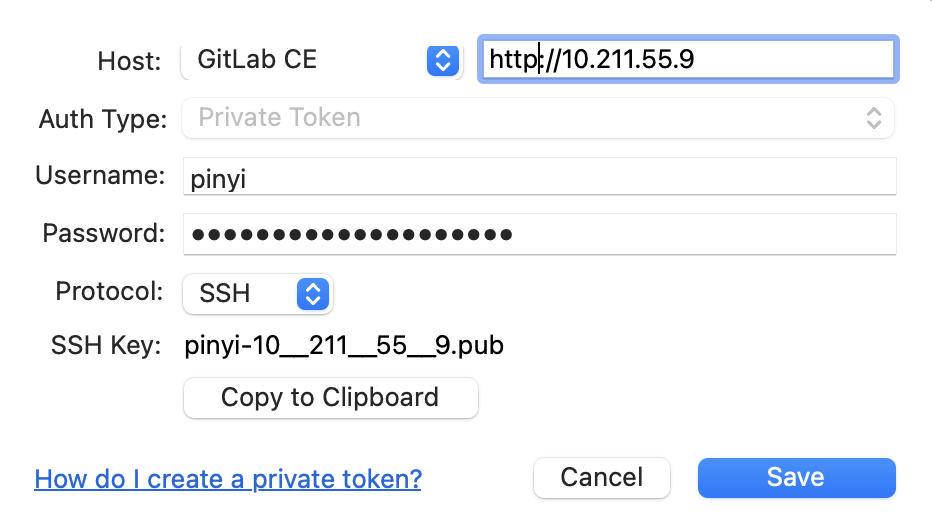 Host: GitLab CE http://10.211.55.9
Auth Type: Private Token
Username: pinyi
Password: ●●●●●●●●●●●●●●●●●●●●
Protocol: SSH
SSH Key: pinyi-10__211__55__9.pub
Copy to Clipboard
How do I create a private token? Cancel Save